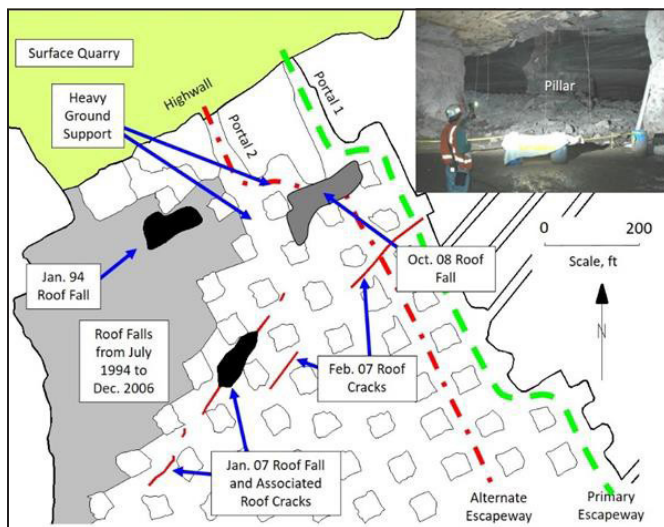 Surface Quarry
Heavy
Ground
Support
Highwall
Portal 2
Portal 1
Pillar
Jan. 94
Roof Fall
Oct. 08 Roof
Fall
0
200
Scale, ft
N
Roof Falls
from July
1994 to
Dec. 2006
Feb. 07 Roof
Cracks
Jan. 07 Roof Fall
and Associated
Roof Cracks
Alternate
Escapeway
Primary
Escapeway